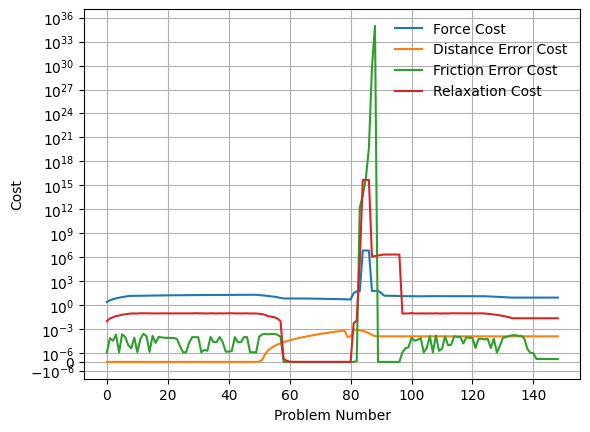 10^36
10^33
10^30
10^27
10^24
10^21
10^18
10^15
10^12
10^9
10^6
10^3
10^0
10^−3
10^−6
0
−10^−6
Cost
Force Cost
Distance Error Cost
Friction Error Cost
Relaxation Cost
0 20 40 60 80 100 120 140
Problem Number